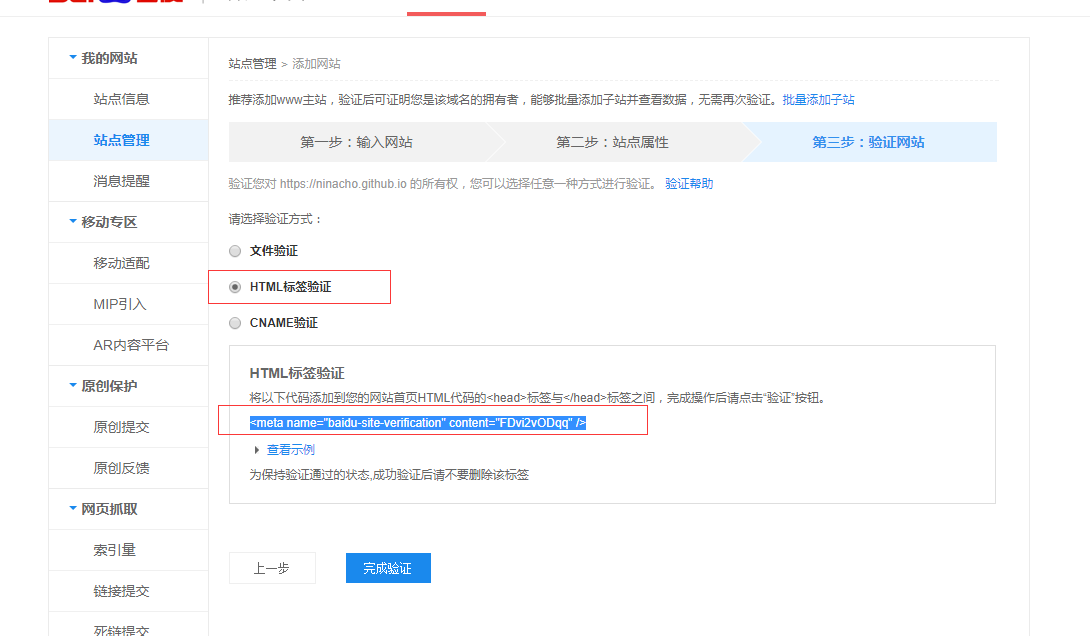 我的网站
站点信息
站点管理
消息提醒
移动专区
移动适配
MIP引入
AR内容平台
原创保护
原创提交
原创反馈
网页抓取
索引量
链接提交
死链提交
站点管理 > 添加网站
推荐添加www主站，验证后可证明您是该域名的拥有者，能够批量添加子站并查看数据，无需再次验证。批量添加子站
第一步：输入网站 第二步：站点属性 第三步：验证网站
验证您对 https://ninacho.github.io 的所有权，您可以选择任意一种方式进行验证。 验证帮助
请选择验证方式：
文件验证
HTML标签验证
CNAME验证
HTML标签验证
将以下代码添加到您的网站首页HTML代码的<head>标签与</head>标签之间，完成操作后请点击“验证”按钮。
<meta name="baidu-site-verification" content="FDvi2vODqq" />
查看示例
为保持验证通过的状态,成功验证后请不要删除该标签
上一步 完成验证